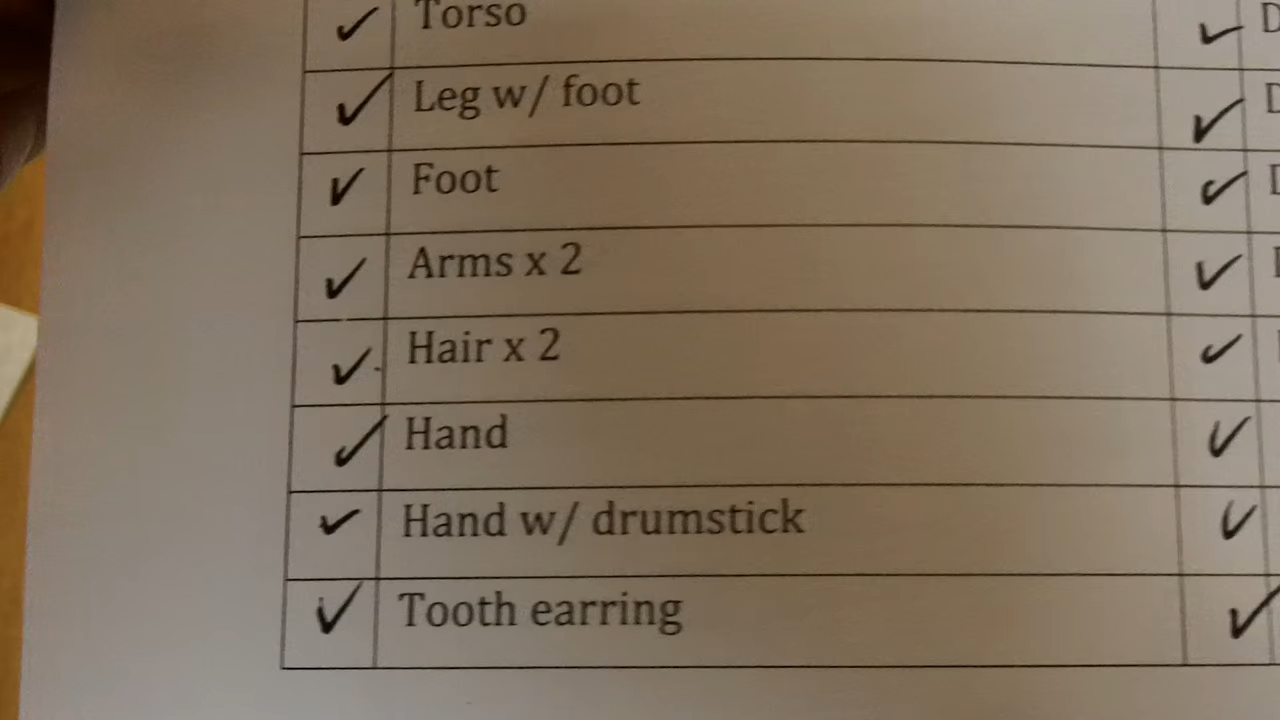 ✓ Torso ✓ D
✓ Leg w/ foot ✓ D
✓ Foot ✓
✓ Arms x 2 ✓
✓ Hair x 2 ✓
✓ Hand ✓
✓ Hand w/ drumstick ✓
✓ Tooth earring ✓